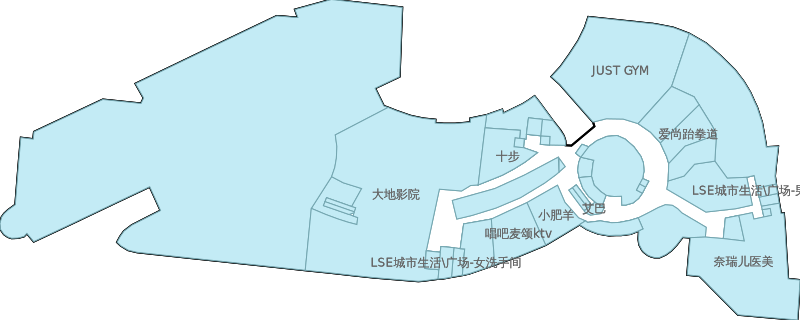 JUST GYM
爱尚跆拳道
十步
大地影院
LSE城市生活\广场-男
艾巴
小肥羊
唱吧麦颂ktv
LSE城市生活\广场-女洗手间
奈瑞儿医美